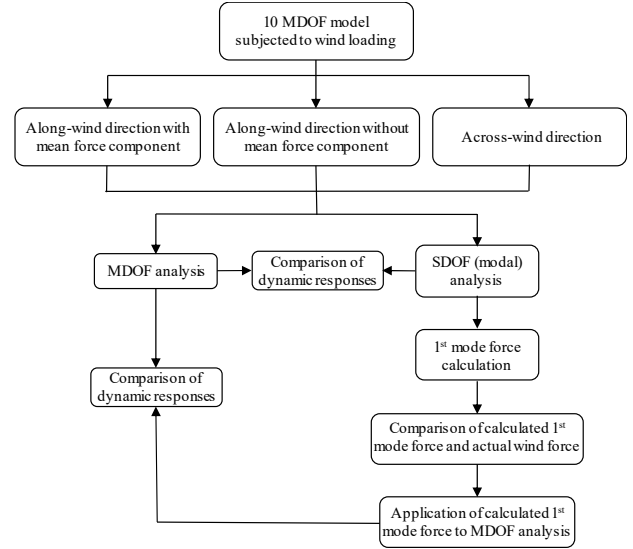 10 MDOF model
subjected to wind loading
Along-wind direction with
mean force component
Along-wind direction without
mean force component
Across-wind direction
MDOF analysis
Comparison of
dynamic responses
SDOF (modal)
analysis
1st mode force
calculation
Comparison of
dynamic responses
Comparison of calculated 1st
mode force and actual wind force
Application of calculated 1st
mode force to MDOF analysis